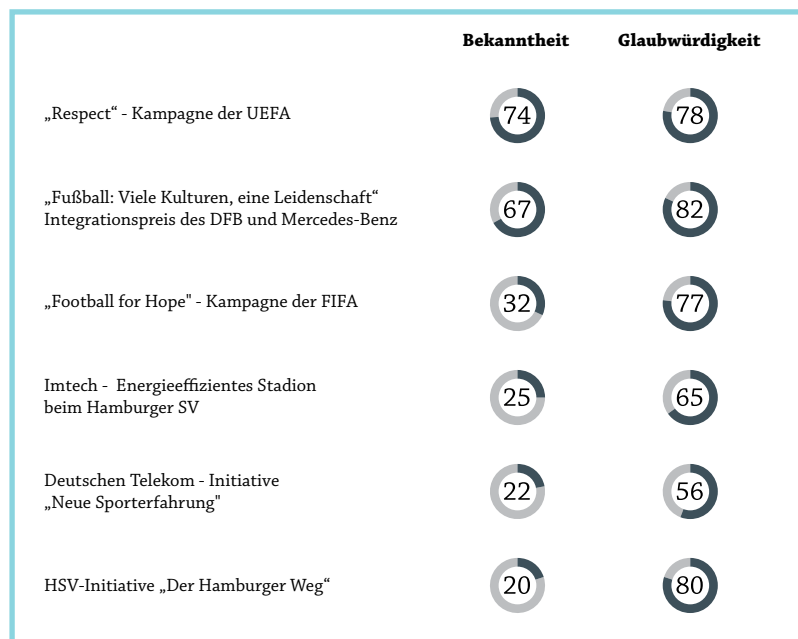 Bekanntheit Glaubwürdigkeit
„Respect“ - Kampagne der UEFA 74 78
„Fußball: Viele Kulturen, eine Leidenschaft“
Integrationspreis des DFB und Mercedes-Benz 67 82
„Football for Hope" - Kampagne der FIFA 32 77
Imtech - Energieeffizientes Stadion
beim Hamburger SV 25 65
Deutschen Telekom - Initiative
„Neue Sporterfahrung" 22 56
HSV-Initiative „Der Hamburger Weg“ 20 80